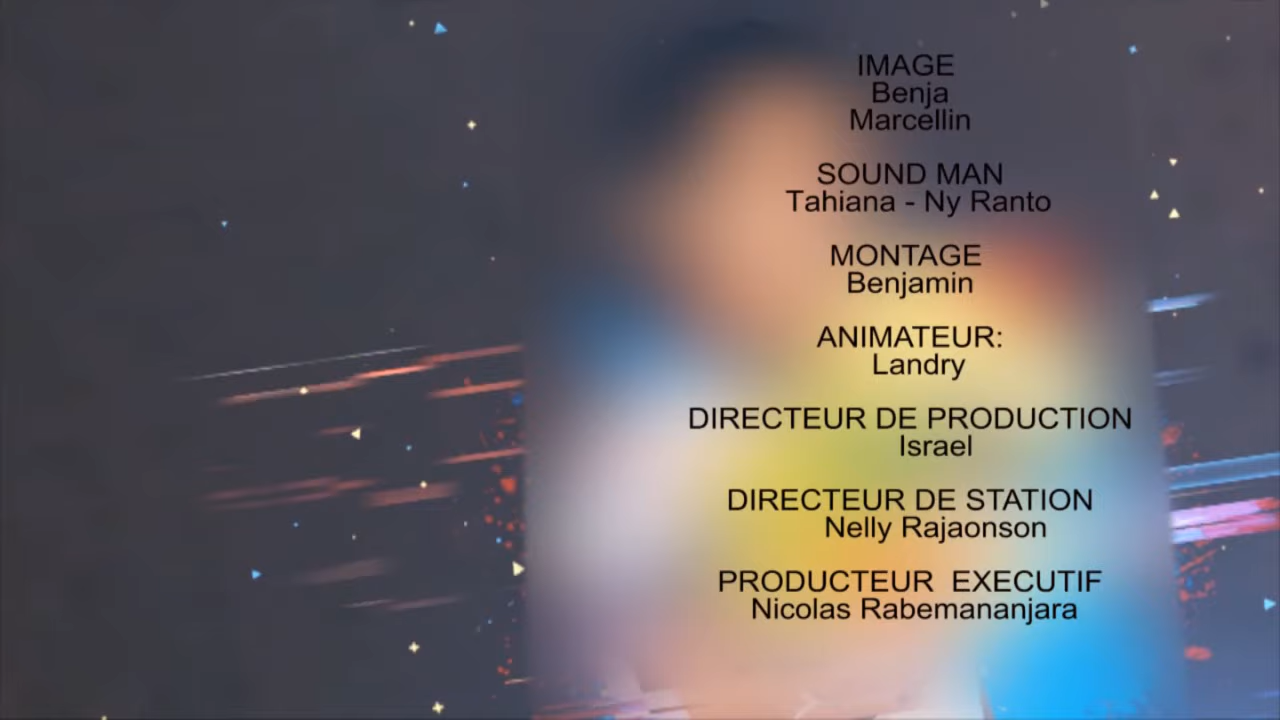 IMAGE
Benja
Marcellin
SOUND MAN
Tahiana - Ny Ranto
MONTAGE
Benjamin
ANIMATEUR:
Landry
DIRECTEUR DE PRODUCTION
Israel
DIRECTEUR DE STATION
Nelly Rajaonson
PRODUCTEUR  EXECUTIF
Nicolas Rabemananjara